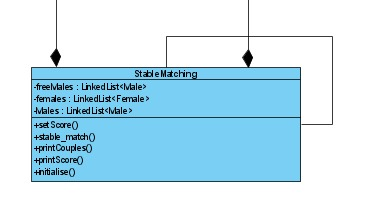 StableMatching
-freeMales : LinkedList<Male>
-females : LinkedList<Female>
-Males : LinkedList<Male>
+setScore()
+stable_match()
+printCouples()
+printScore()
+initialise()